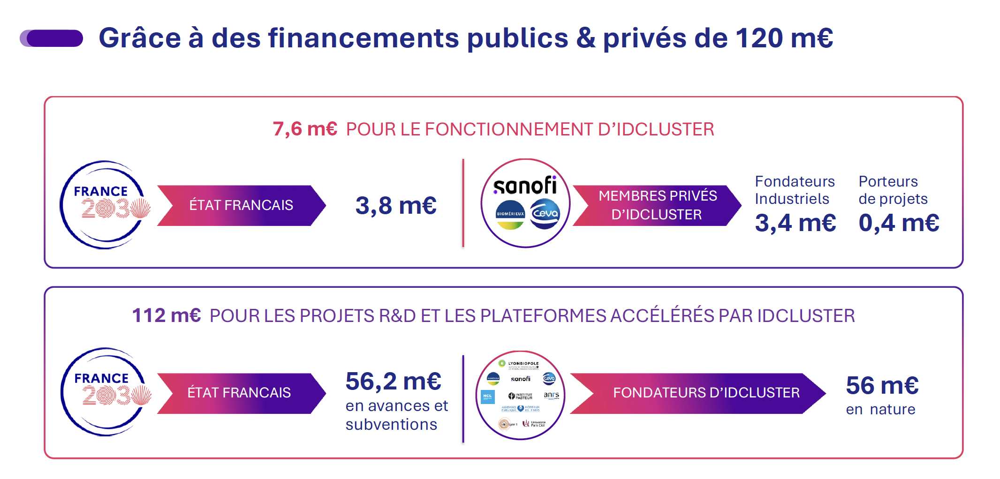 Grâce à des financements publics & privés de 120 m€
7,6 m€ POUR LE FONCTIONNEMENT D’IDCLUSTER
FRANCE
2030
ÉTAT FRANCAIS
3,8 m€
sanofi
BIOMÉRIEUX
Ceva
MEMBRES PRIVÉS
D’IDCLUSTER
Fondateurs
Industriels
3,4 m€
Porteurs
de projets
0,4 m€
112 m€ POUR LES PROJETS R&D ET LES PLATEFORMES ACCÉLÉRÉS PAR IDCLUSTER
FRANCE
2030
ÉTAT FRANCAIS
56,2 m€
en avances et
subventions
LYONBIOPOLE
BIOMÉRIEUX
sanofi
Ceva
HCL
INSTITUT
PASTEUR
anrs
ASSISTANCE HÔPITAUX
PUBLIQUE DE PARIS
Lyon 1
Université
Paris Cité
FONDATEURS D’IDCLUSTER
56 m€
en nature